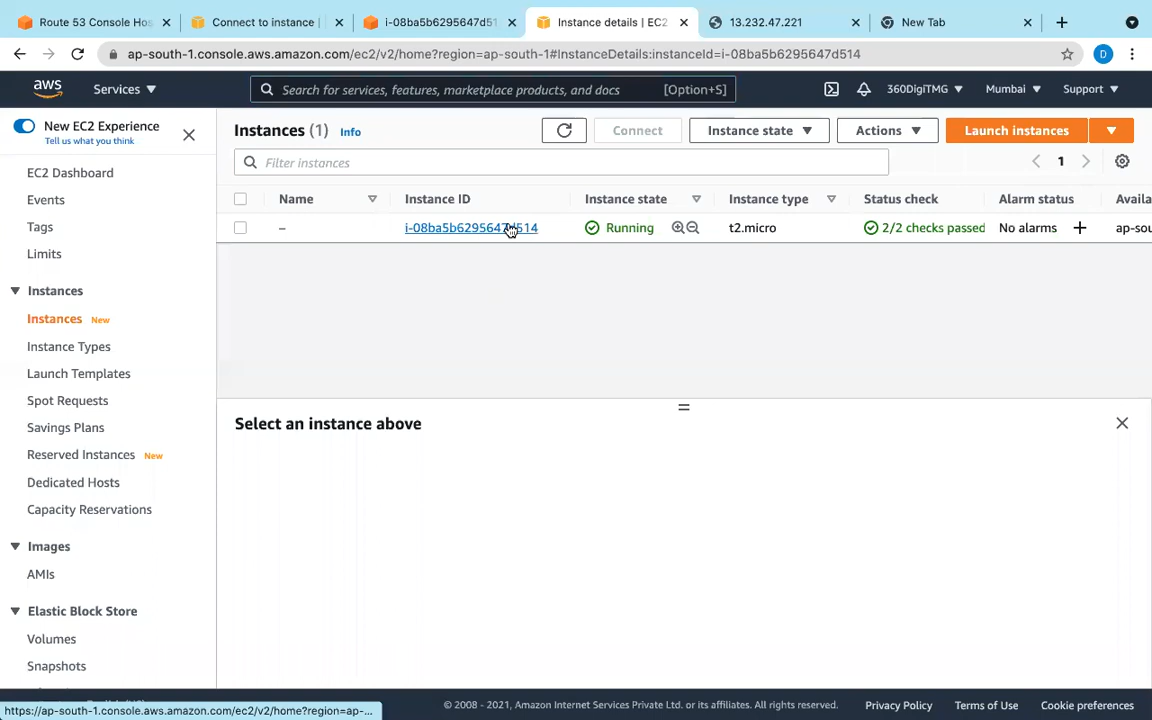 Route 53 Console Hos
Connect to instance |
i-08ba5b6295647d51
Instance details | EC2
13.232.47.221
New Tab
ap-south-1.console.aws.amazon.com/ec2/v2/home?region=ap-south-1#InstanceDetails:instanceId=i-08ba5b6295647d514
D
aws
Services
Search for services, features, marketplace products, and docs
[Option+S]
360DigiTMG
Mumbai
Support
New EC2 Experience
Tell us what you think
EC2 Dashboard
Events
Tags
Limits
Instances
Instances New
Instance Types
Launch Templates
Spot Requests
Savings Plans
Reserved Instances New
Dedicated Hosts
Capacity Reservations
Images
AMIs
Elastic Block Store
Volumes
Snapshots
Instances (1) Info
Connect
Instance state
Actions
Launch instances
Filter instances
1
Name
Instance ID
Instance state
Instance type
Status check
Alarm status
Availa
–
i-08ba5b6295647d514
Running
t2.micro
2/2 checks passed
No alarms +
ap-sou
Select an instance above
https://ap-south-1.console.aws.amazon.com/ec2/v2/home?region=ap-...
© 2008 - 2021, Amazon Internet Services Private Ltd. or its affiliates. All rights reserved.
Privacy Policy
Terms of Use
Cookie preferences